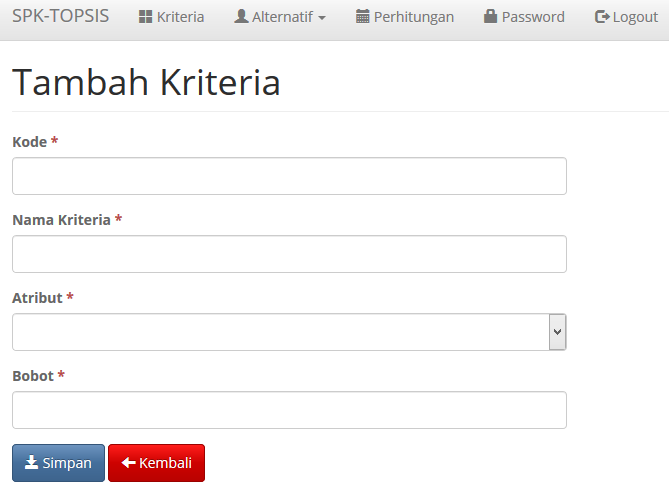 SPK-TOPSIS Kriteria Alternatif Perhitungan Password Logout
Tambah Kriteria
Kode *
Nama Kriteria *
Atribut *
Bobot *
Simpan Kembali